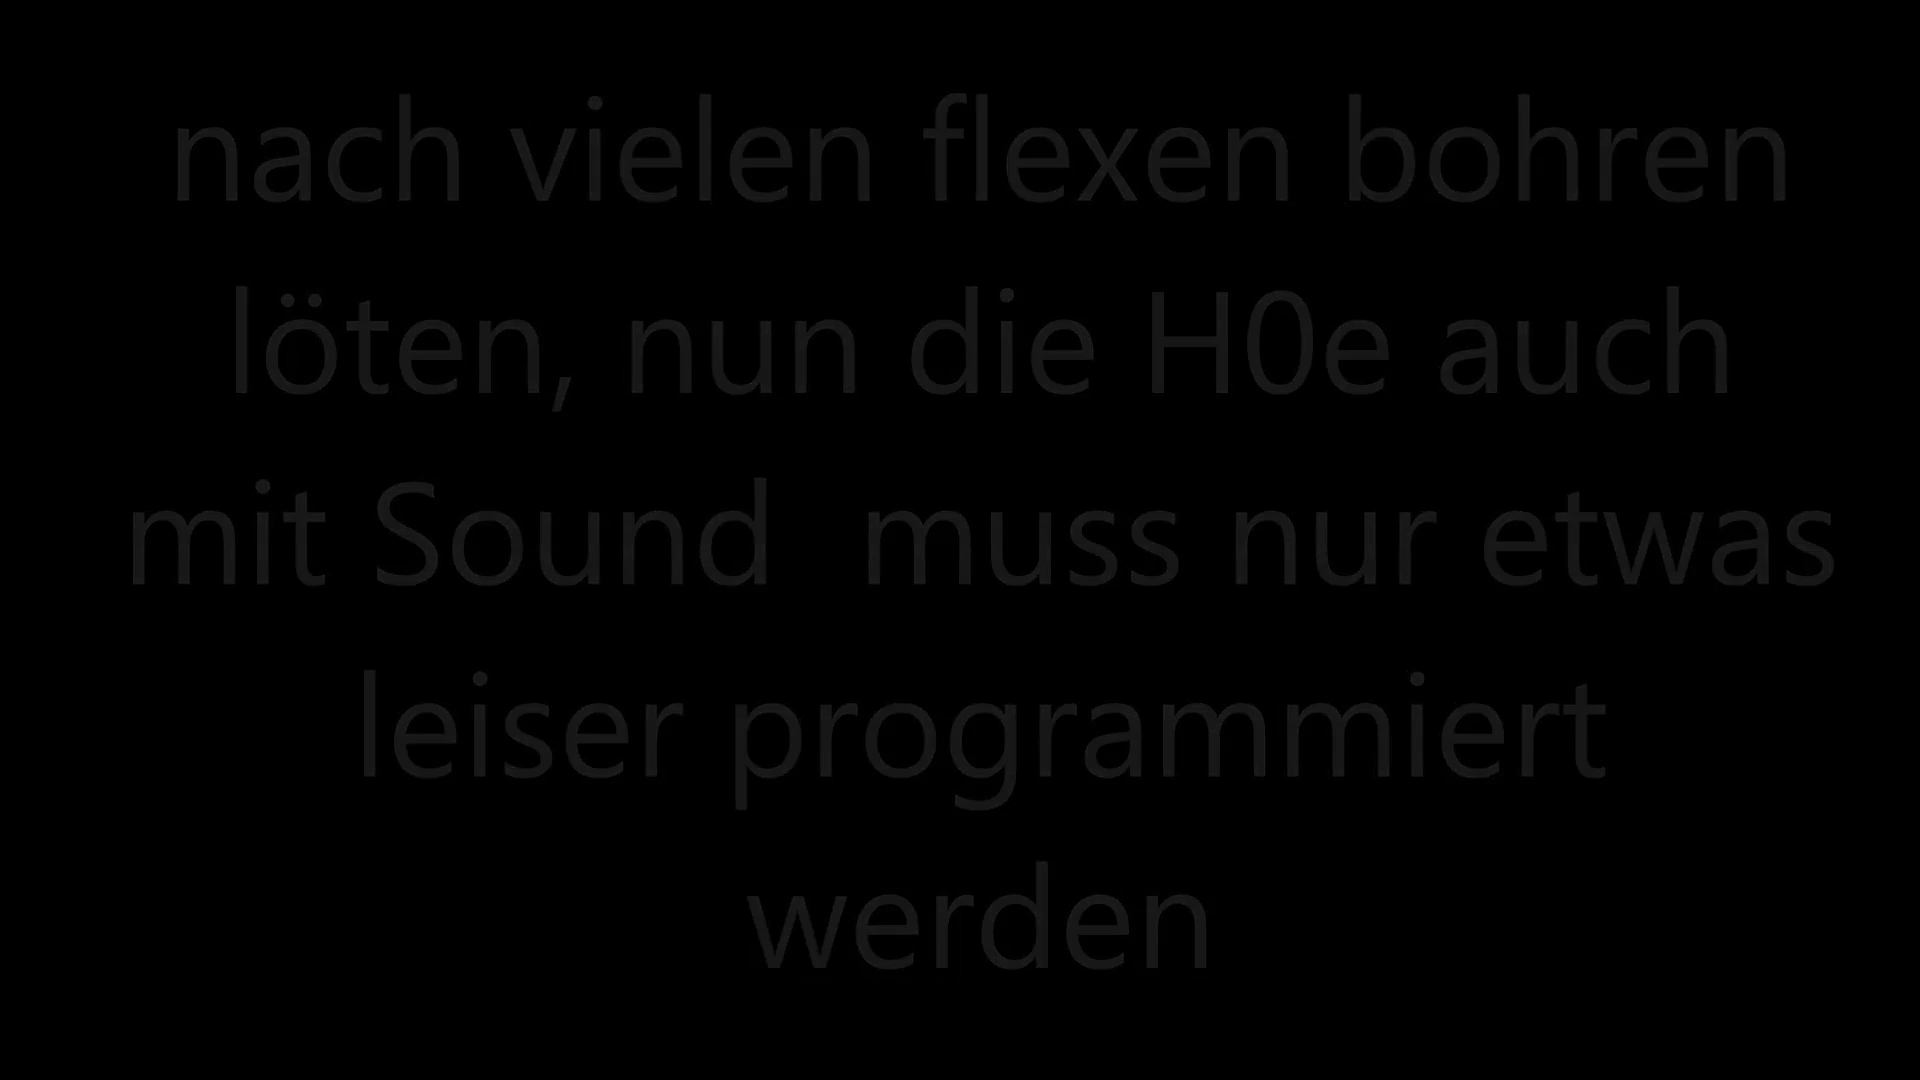 nach vielen flexen bohren
löten, nun die H0e auch
mit Sound  muss nur etwas
leiser programmiert
werden